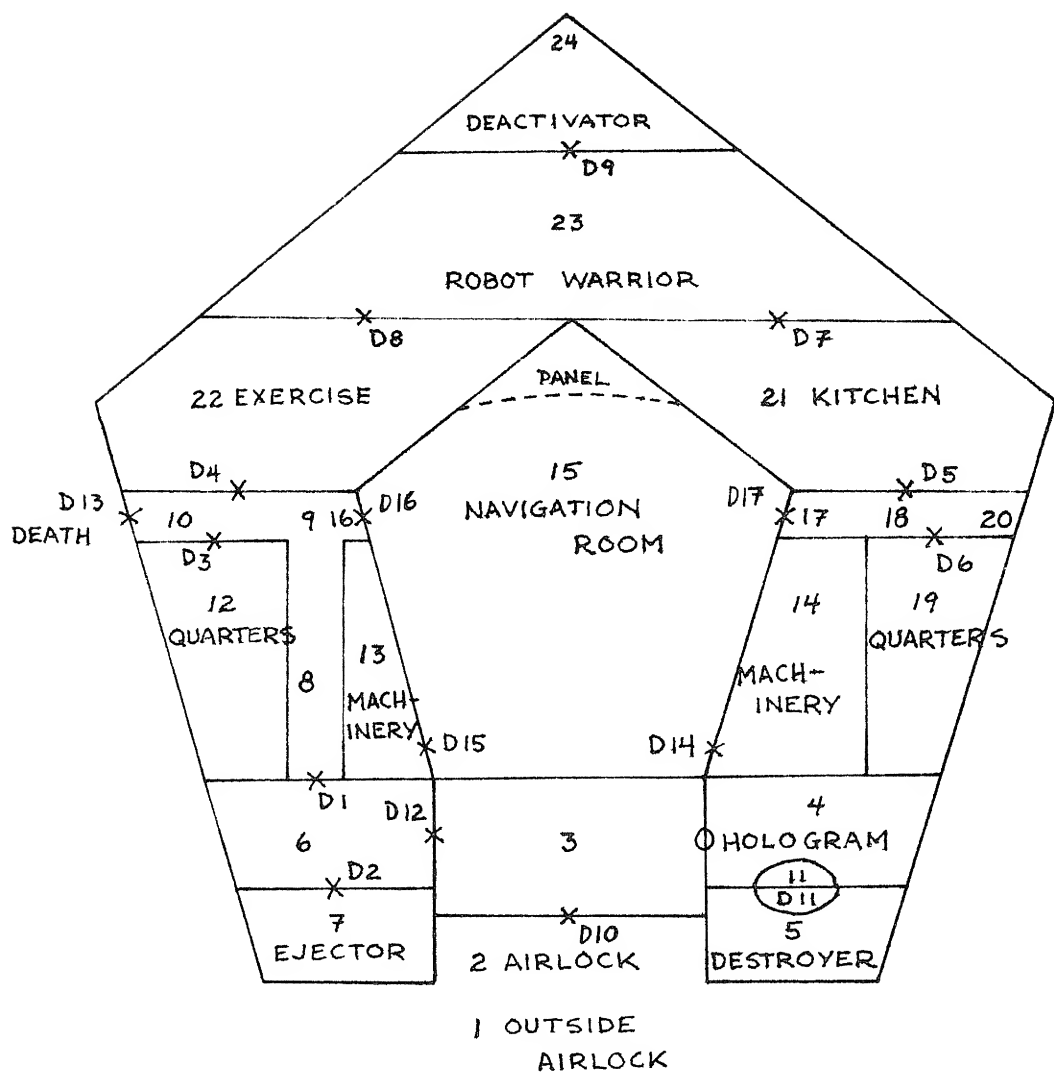 24
DEACTIVATOR
D9
23
ROBOT WARRIOR
D8
D7
PANEL
22 EXERCISE
21 KITCHEN
D4
15
D5
D13
10
9
16
D16
NAVIGATION
D17
17
18
20
DEATH
D3
ROOM
D6
12
14
19
QUARTERS
QUARTERS
13
8
MACH-
MACH-
INERY
INERY
D15
D14
D1
D12
4
6
3
HOLOGRAM
D2
11
D11
7
D10
5
EJECTOR
2 AIRLOCK
DESTROYER
1 OUTSIDE
AIRLOCK